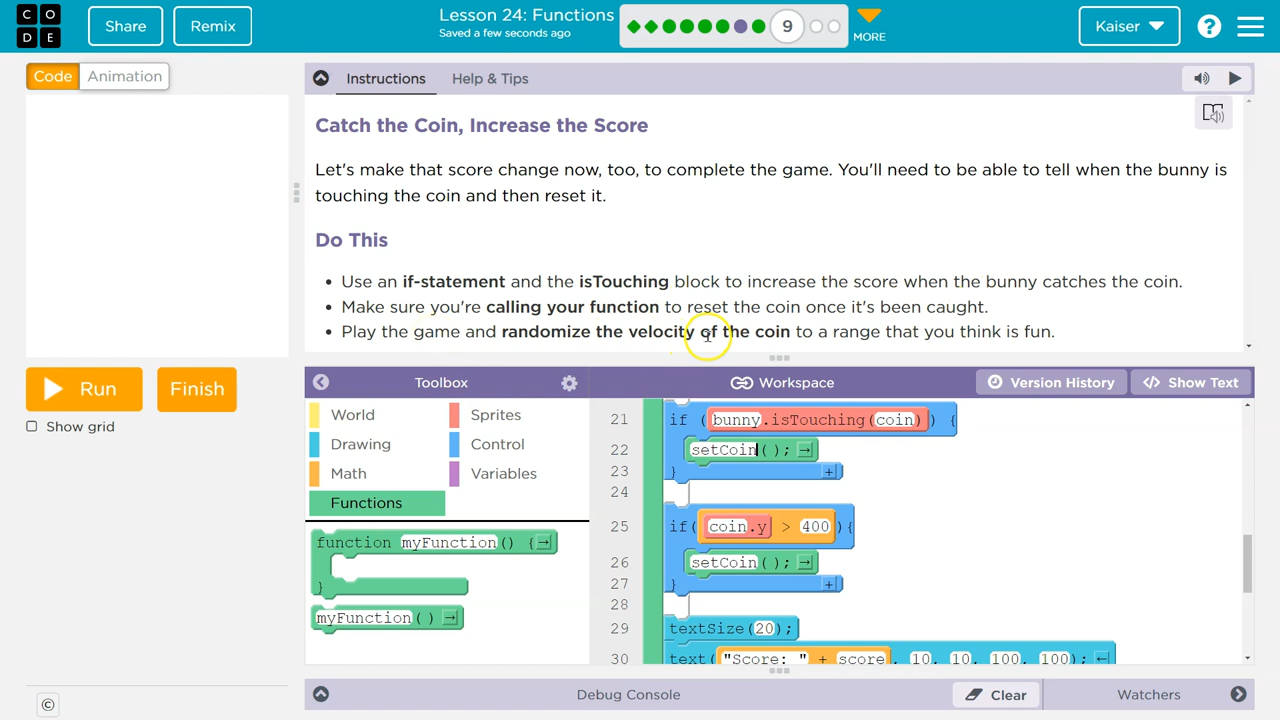 C O
D E
Share
Remix
Lesson 24: Functions
Saved a few seconds ago
9
MORE
Kaiser
?
Code
Animation
Instructions
Help & Tips
Catch the Coin, Increase the Score
Let's make that score change now, too, to complete the game. You'll need to be able to tell when the bunny is
touching the coin and then reset it.
Do This
• Use an if-statement and the isTouching block to increase the score when the bunny catches the coin.
• Make sure you're calling your function to reset the coin once it's been caught.
• Play the game and randomize the velocity of the coin to a range that you think is fun.
Run
Finish
Show grid
Toolbox
Workspace
Version History
</> Show Text
World
Sprites
Drawing
Control
Math
Variables
Functions
function myFunction() {
}
myFunction()
21 if (bunny.isTouching(coin)) {
22 setCoin();
23 }
24
25 if(coin.y > 400){
26 setCoin();
27 }
28
29 textSize(20);
30 text("Score: " + score, 10, 10, 100, 100);
©
Debug Console
Clear
Watchers